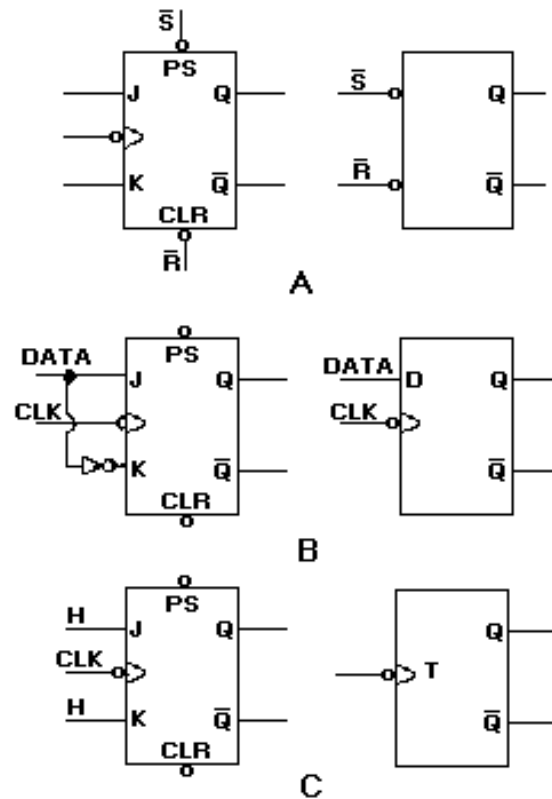 S̅
PS
J Q
K Q̅
CLR
R̅
S̅ Q
R̅ Q̅
A
DATA
PS
J Q
CLK
K Q̅
CLR
DATA D Q
CLK
Q̅
B
H
PS
J Q
CLK
H K Q̅
CLR
Q
T
Q̅
C